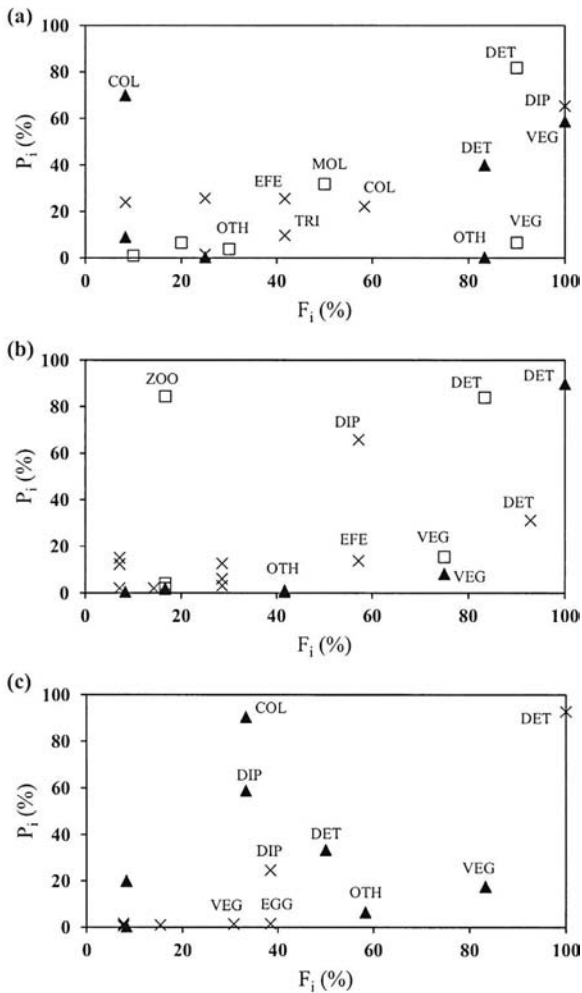 (a)
100
DET
80
COL
DIP
60
VEG
DET
Pi (%)
40
MOL
EFE
COL
20
OTH
TRI
OTH
VEG
0
0 20 40 60 80 100
Fi (%)
(b)
100
ZOO
DET
DET
80
DIP
60
Pi (%)
40
DET
20
OTH
EFE
VEG
VEG
0
0 20 40 60 80 100
Fi (%)
(c)
100
COL
DET
80
DIP
60
Pi (%)
40
DET
DIP
VEG
20
OTH
VEG EGG
0
0 20 40 60 80 100
Fi (%)